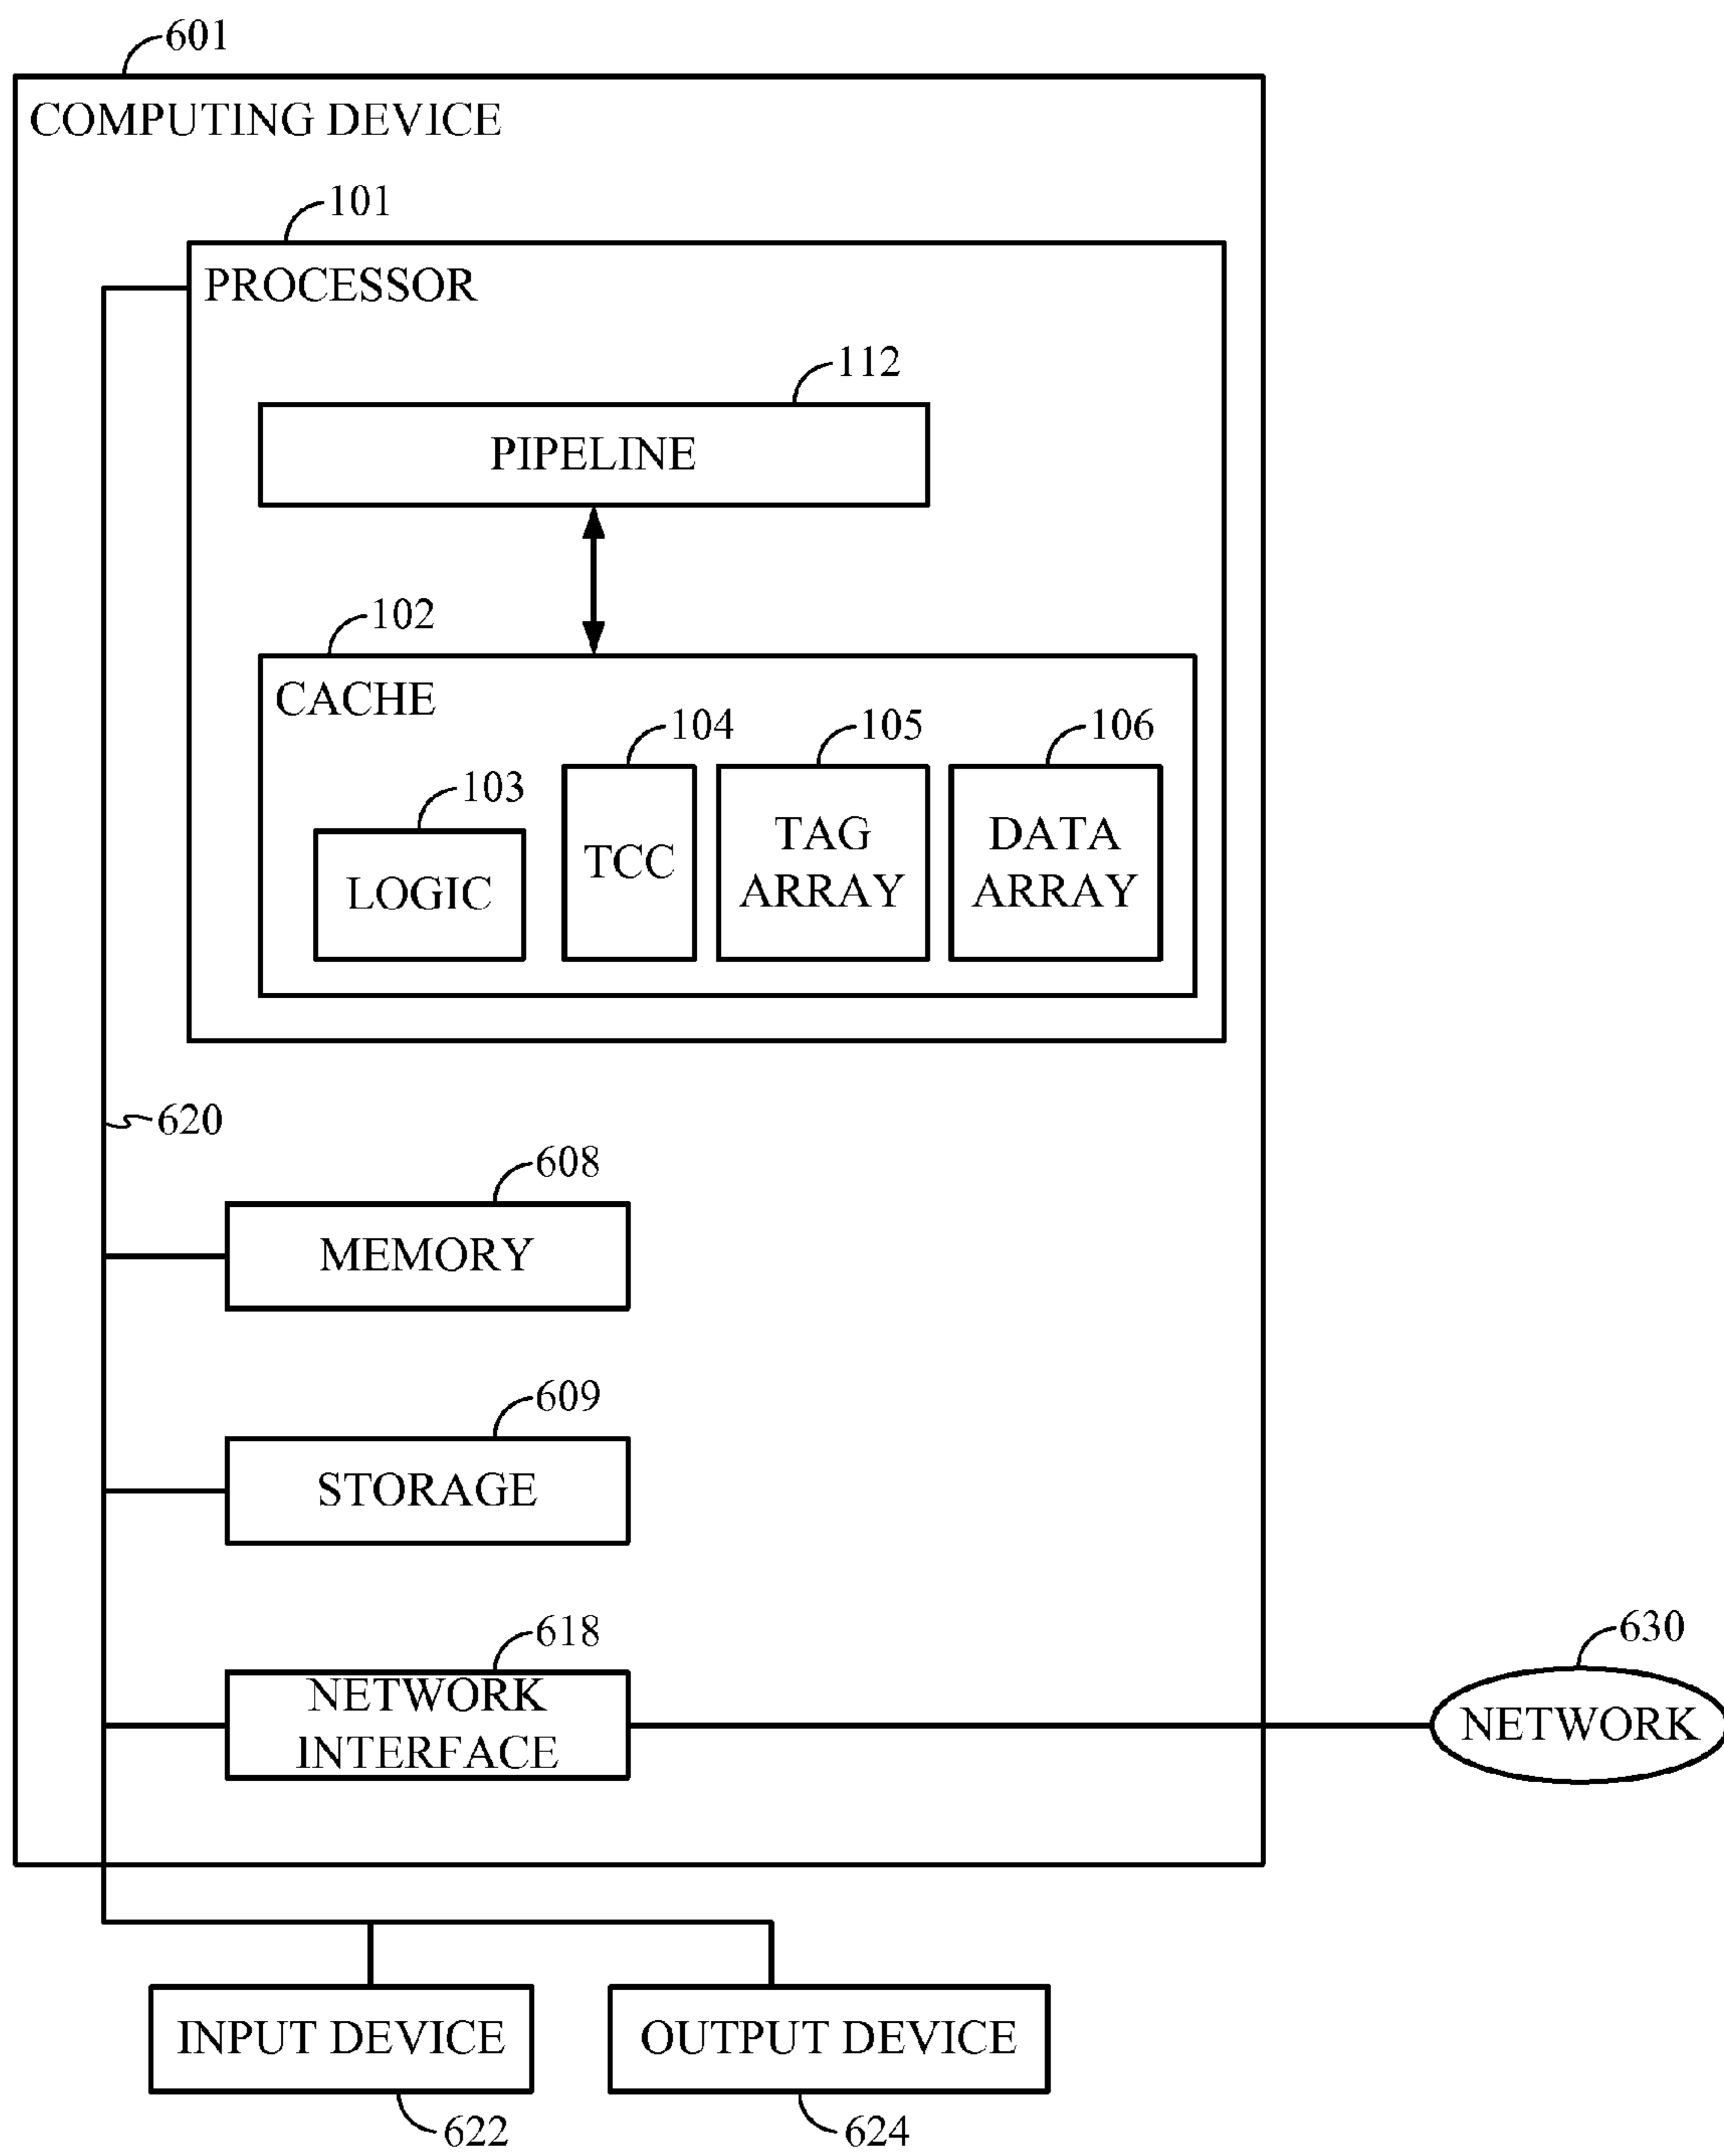 601
COMPUTING DEVICE
101
PROCESSOR
112
PIPELINE
102
CACHE
104
105
106
103
LOGIC
TCC
TAG
ARRAY
DATA
ARRAY
620
608
MEMORY
609
STORAGE
618
NETWORK
INTERFACE
630
NETWORK
INPUT DEVICE
OUTPUT DEVICE
622
624